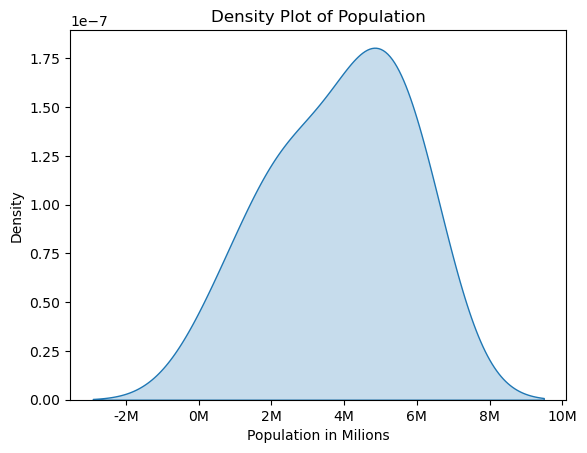 Density Plot of Population
1e−7
1.75
1.50
1.25
1.00
0.75
0.50
0.25
0.00
Density
-2M 0M 2M 4M 6M 8M 10M
Population in Milions